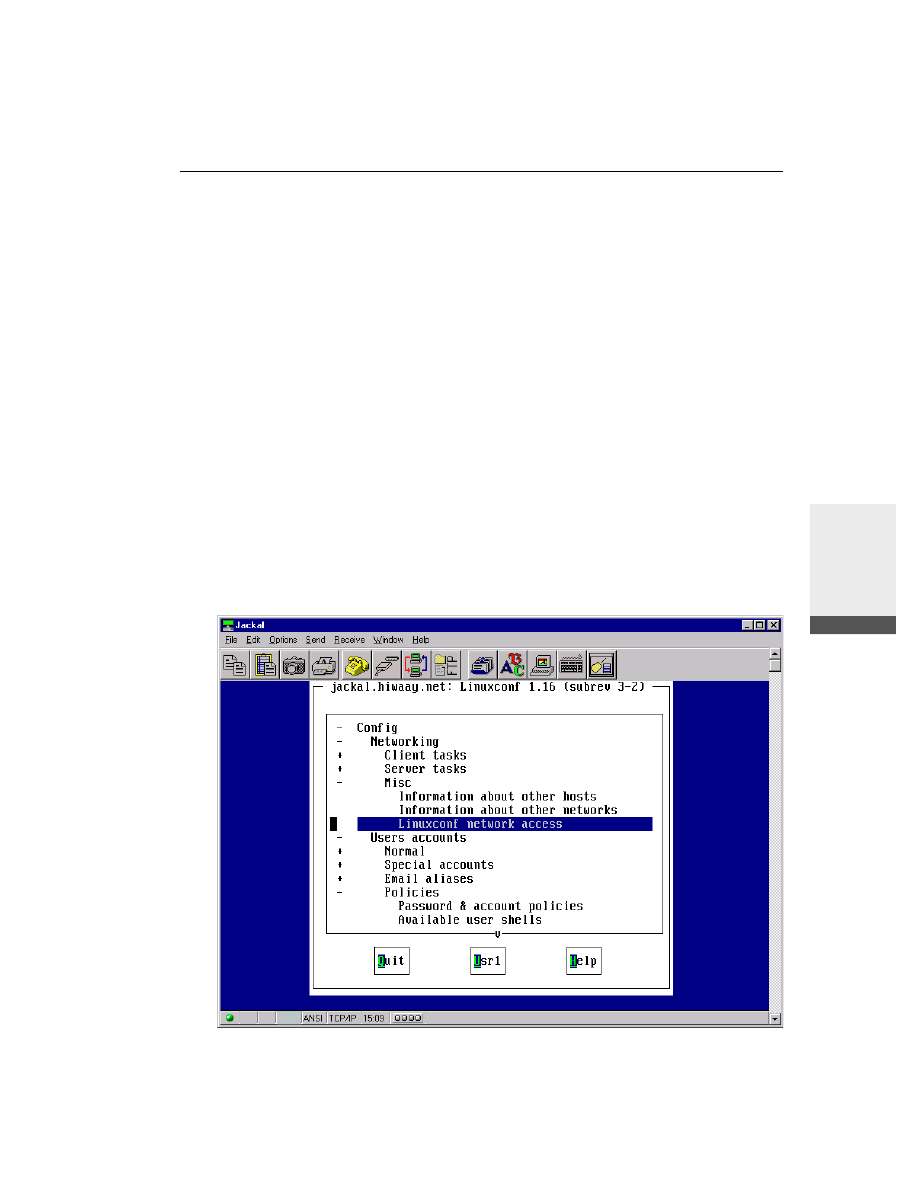 Jackal
File Edit Options Send Receive Window Help
jackal.hiwaay.net: Linuxconf 1.16 (subrev 3-2)
- Config
- Networking
+ Client tasks
+ Server tasks
- Misc
Information about other hosts
Information about other networks
Linuxconf network access
- Users accounts
+ Normal
+ Special accounts
+ Email aliases
- Policies
Password & account policies
Available user shells
v
Quit Usr1 Help
ANSI TCP/IP 15:09